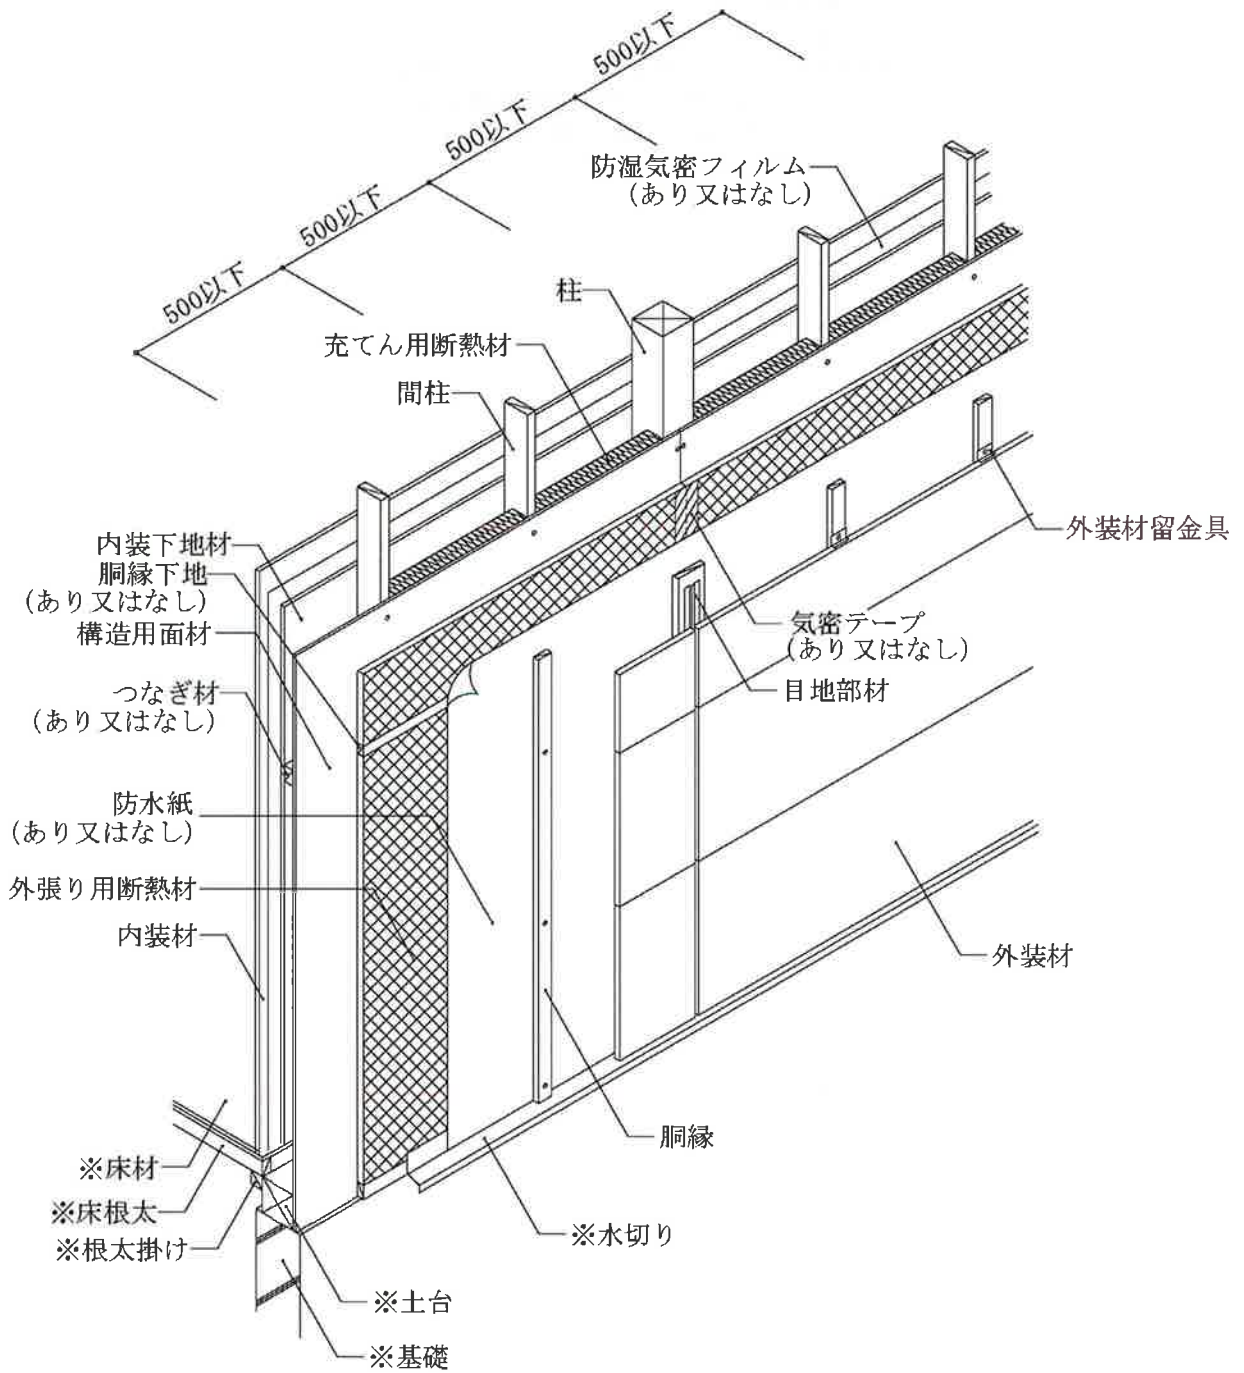 500以下
500以下
500以下
500以下
防湿気密フィルム
(あり又はなし)
柱
充てん用断熱材
間柱
外装材留金具
内装下地材
胴縁下地
(あり又はなし)
構造用面材
気密テープ
(あり又はなし)
目地部材
つなぎ材
(あり又はなし)
防水紙
(あり又はなし)
外張り用断熱材
内装材
外装材
胴縁
※床材
※床根太
※根太掛け
※水切り
※土台
※基礎